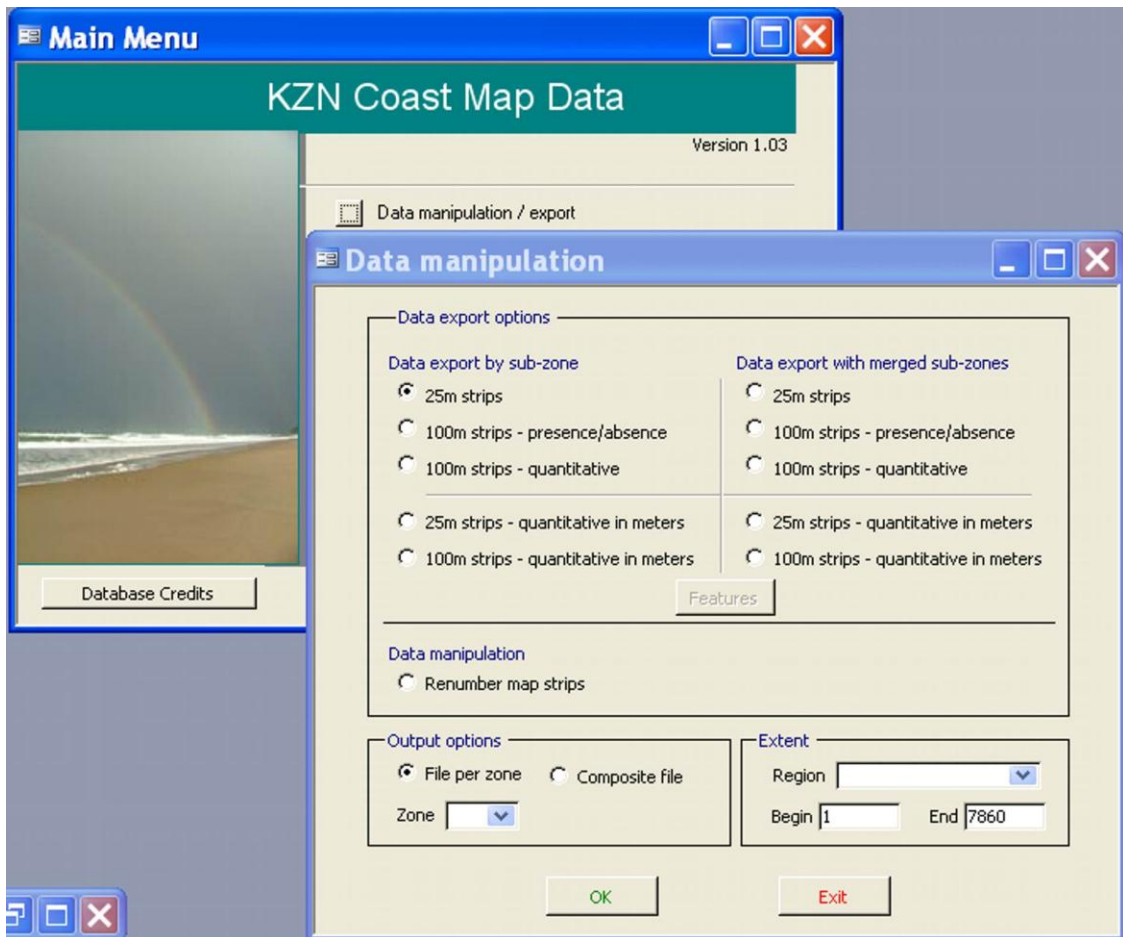 Main Menu
KZN Coast Map Data
Version 1.03
Data manipulation / export
Database Credits
Data manipulation
Data export options
Data export by sub-zone
25m strips
100m strips - presence/absence
100m strips - quantitative
25m strips - quantitative in meters
100m strips - quantitative in meters
Data export with merged sub-zones
25m strips
100m strips - presence/absence
100m strips - quantitative
25m strips - quantitative in meters
100m strips - quantitative in meters
Features
Data manipulation
Renumber map strips
Output options
File per zone Composite file
Zone
Extent
Region
Begin 1 End 7860
OK
Exit